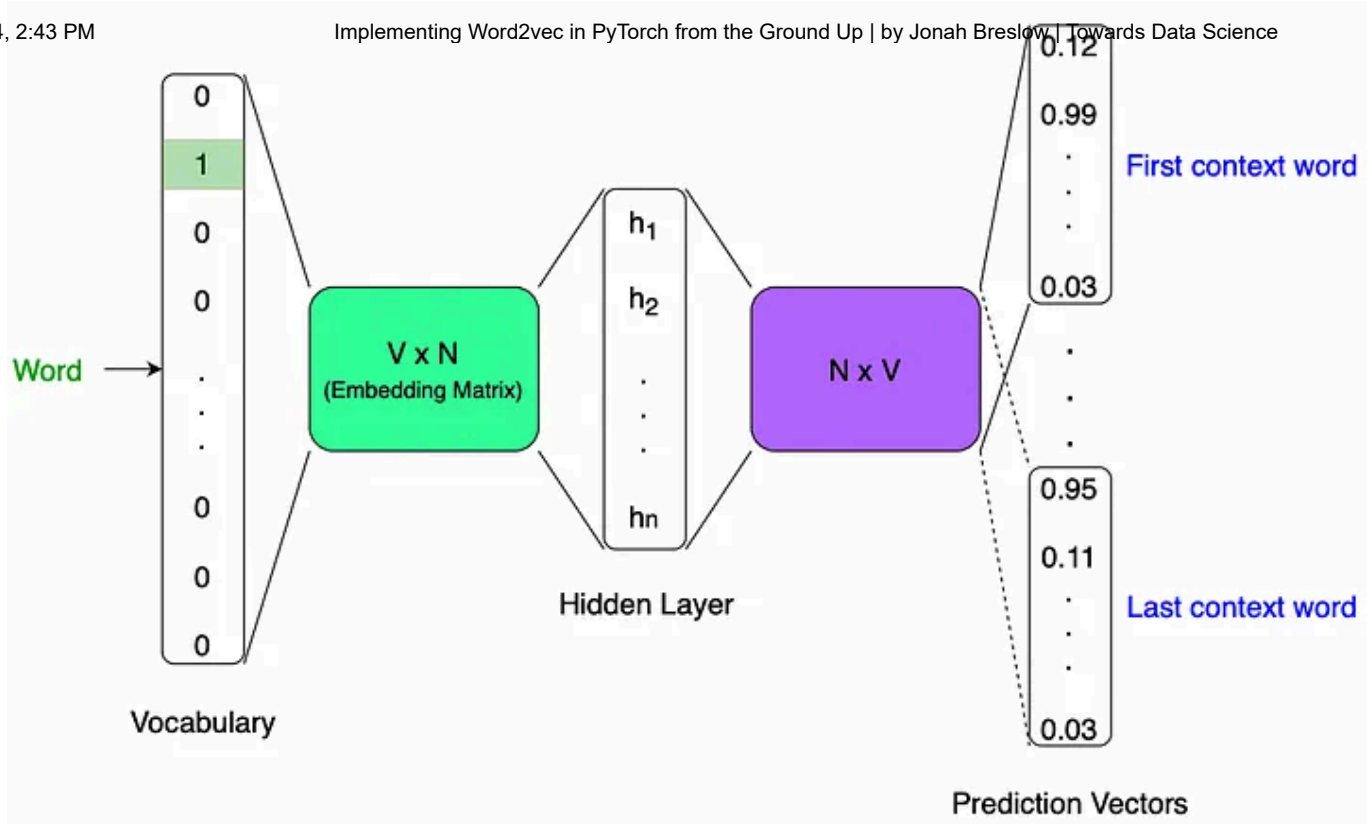 4, 2:43 PM
Implementing Word2vec in PyTorch from the Ground Up | by Jonah Breslow | Towards Data Science
Word
0
1
0
0
.
.
.
0
0
0
Vocabulary
V x N
(Embedding Matrix)
h1
h2
.
.
.
hn
Hidden Layer
N x V
0.12
0.99
.
.
.
0.03
First context word
.
.
.
0.95
0.11
.
.
.
0.03
Last context word
Prediction Vectors